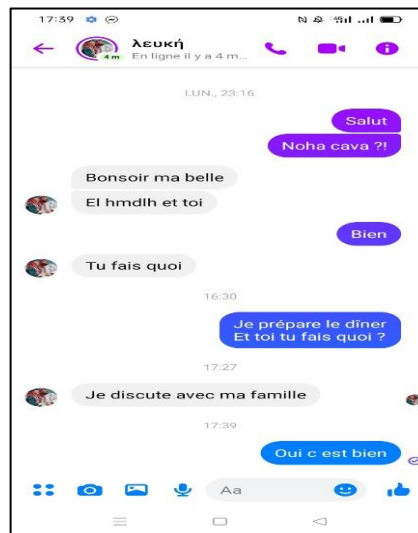 17:39
λευκή
4 m
En ligne il y a 4 m...
LUN., 23:16
Salut
Noha cava ?!
Bonsoir ma belle
El hmdlh et toi
Bien
Tu fais quoi
16:30
Je prépare le dîner
Et toi tu fais quoi ?
17:27
Je discute avec ma famille
17:39
Oui c est bien
Aa